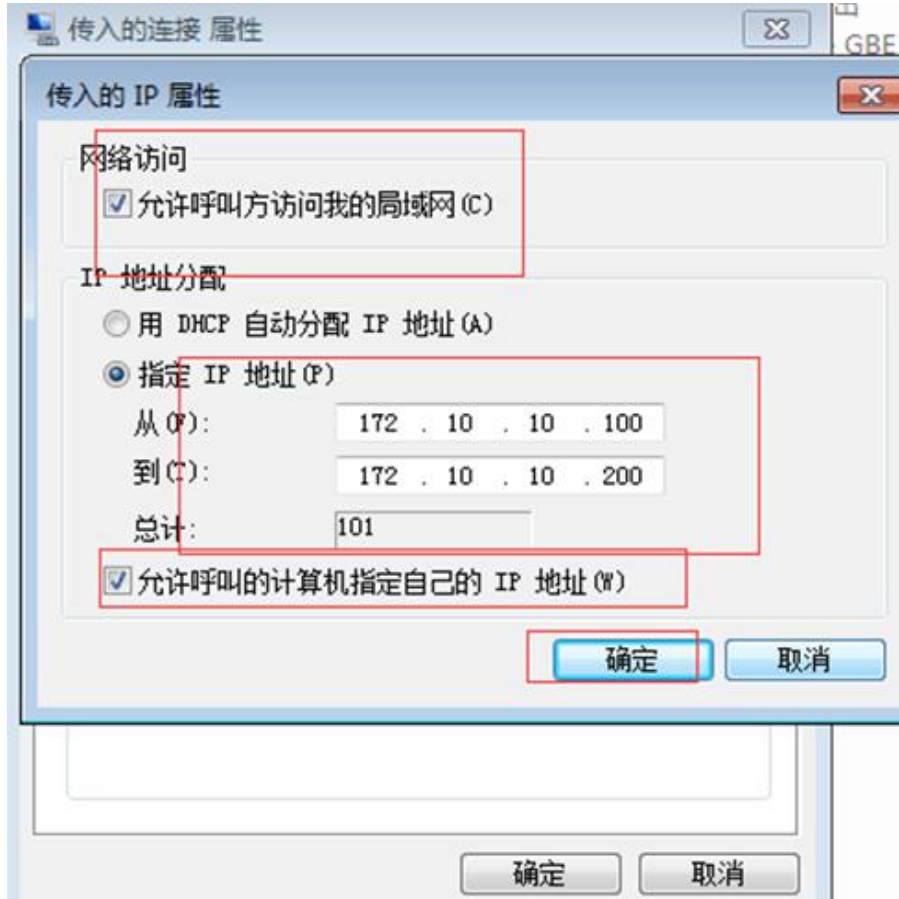 传入的连接 属性
GBE
传入的 IP 属性
网络访问
允许呼叫方访问我的局域网(C)
IP 地址分配
用 DHCP 自动分配 IP 地址(A)
指定 IP 地址(P)
从(F): 172 . 10 . 10 . 100
到(T): 172 . 10 . 10 . 200
总计: 101
允许呼叫的计算机指定自己的 IP 地址(W)
确定 取消
确定 取消